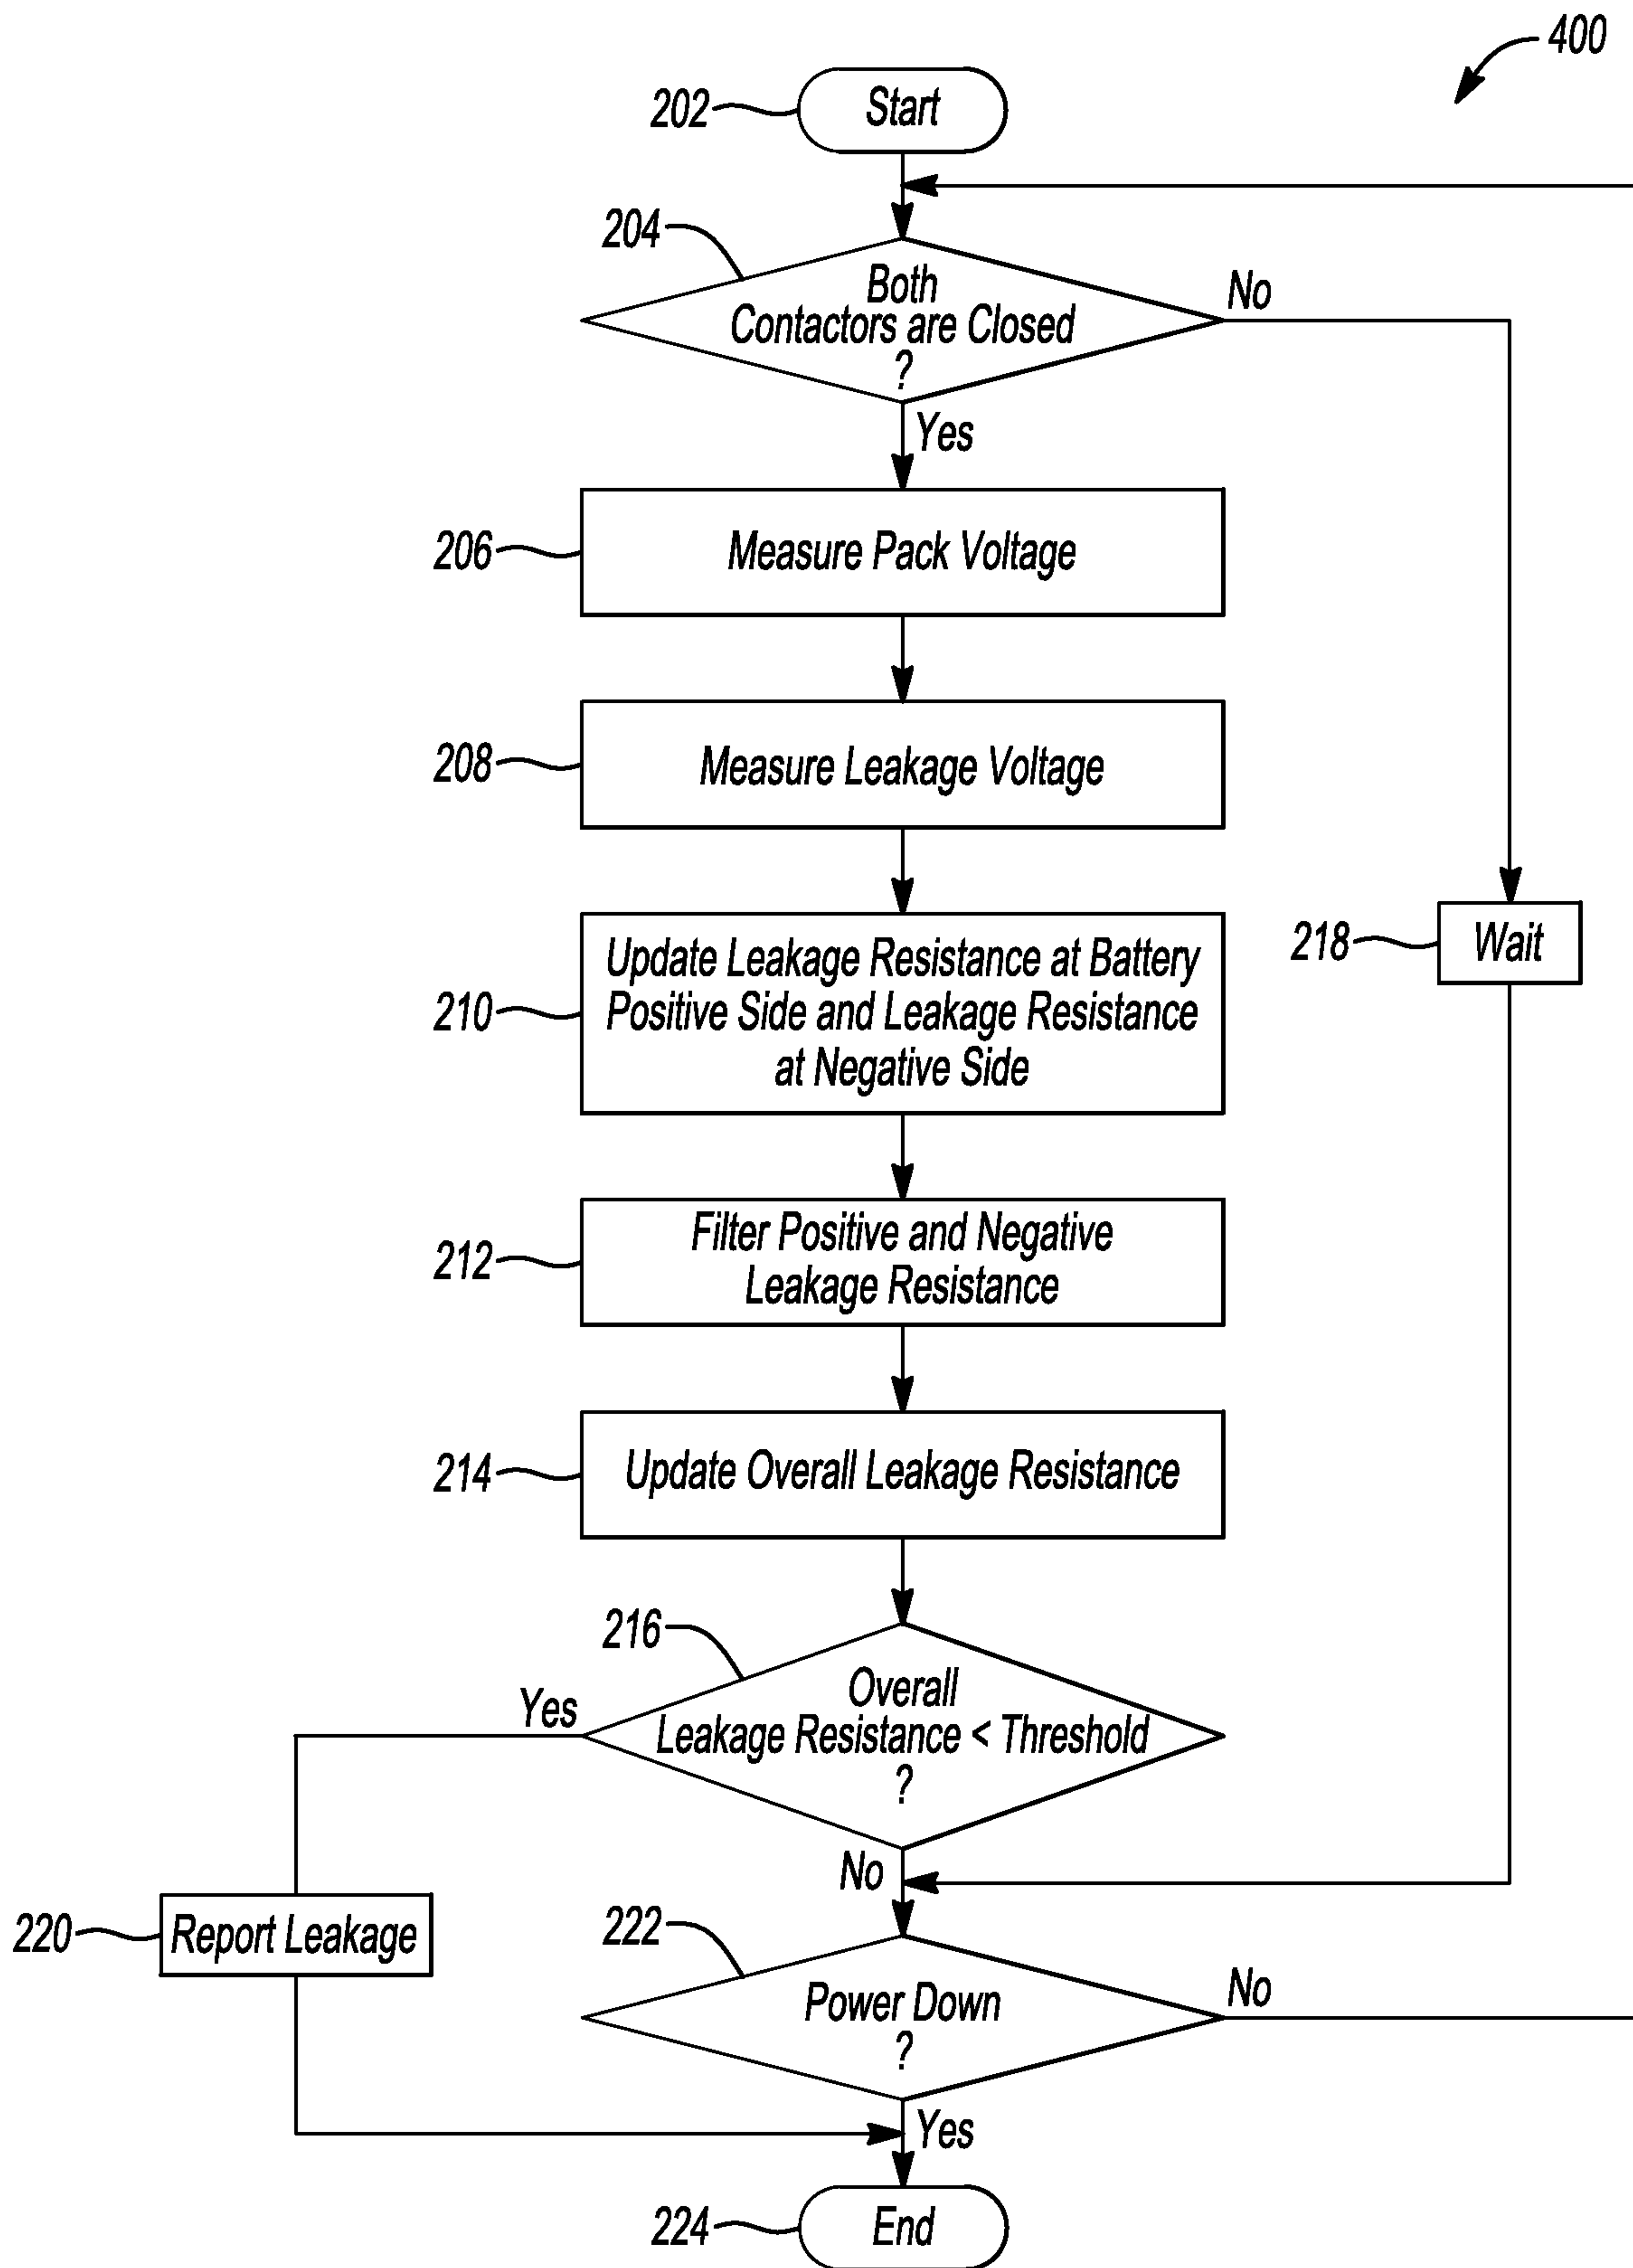 400
202
Start
204
Both
Contactors are Closed
?
No
Yes
206
Measure Pack Voltage
208
Measure Leakage Voltage
210
Update Leakage Resistance at Battery
Positive Side and Leakage Resistance
at Negative Side
218
Wait
212
Filter Positive and Negative
Leakage Resistance
214
Update Overall Leakage Resistance
216
Overall
Leakage Resistance < Threshold
?
Yes
No
220
Report Leakage
222
Power Down
?
No
Yes
224
End